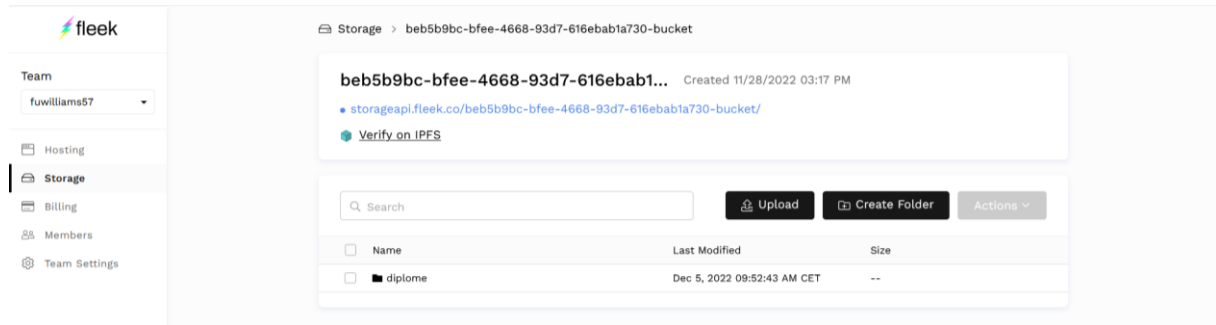 fleek
Storage > beb5b9bc-bfee-4668-93d7-616ebab1a730-bucket
Team
fuwilliams57
beb5b9bc-bfee-4668-93d7-616ebab1... Created 11/28/2022 03:17 PM
storageapi.fleek.co/beb5b9bc-bfee-4668-93d7-616ebab1a730-bucket/
Verify on IPFS
Hosting
Storage
Billing
Members
Team Settings
Search
Upload
Create Folder
Actions
Name Last Modified Size
diplome Dec 5, 2022 09:52:43 AM CET --